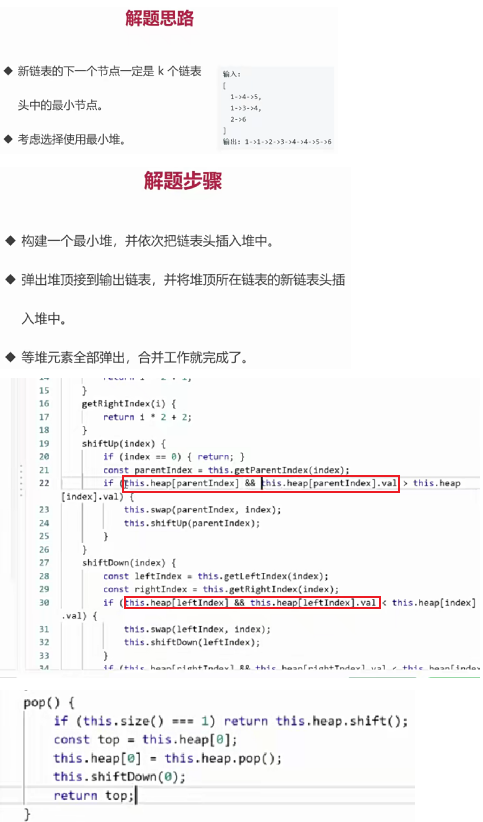 解题思路
◆ 新链表的下一个节点一定是 k 个链表
头中的最小节点。
◆ 考虑选择使用最小堆。
输入:
[
1->4->5,
1->3->4,
2->6
]
输出: 1->1->2->3->4->4->5->6
解题步骤
◆ 构建一个最小堆，并依次把链表头插入堆中。
◆ 弹出堆顶接到输出链表，并将堆顶所在链表的新链表头插
入堆中。
◆ 等堆元素全部弹出，合并工作就完成了。
15 }
16 getRightIndex(i) {
17 return i * 2 + 2;
18 }
19 shiftUp(index) {
20 if (index == 0) { return; }
21 const parentIndex = this.getParentIndex(index);
22 if (this.heap[parentIndex] && this.heap[parentIndex].val > this.heap
[index].val) {
23 this.swap(parentIndex, index);
24 this.shiftUp(parentIndex);
25 }
26 }
27 shiftDown(index) {
28 const leftIndex = this.getLeftIndex(index);
29 const rightIndex = this.getRightIndex(index);
30 if (this.heap[leftIndex] && this.heap[leftIndex].val < this.heap[index]
.val) {
31 this.swap(leftIndex, index);
32 this.shiftDown(leftIndex);
33 }
34 if (this.heap[rightIndex] && this.heap[rightIndex].val < this.heap[index
pop() {
if (this.size() === 1) return this.heap.shift();
const top = this.heap[0];
this.heap[0] = this.heap.pop();
this.shiftDown(0);
return top;
}